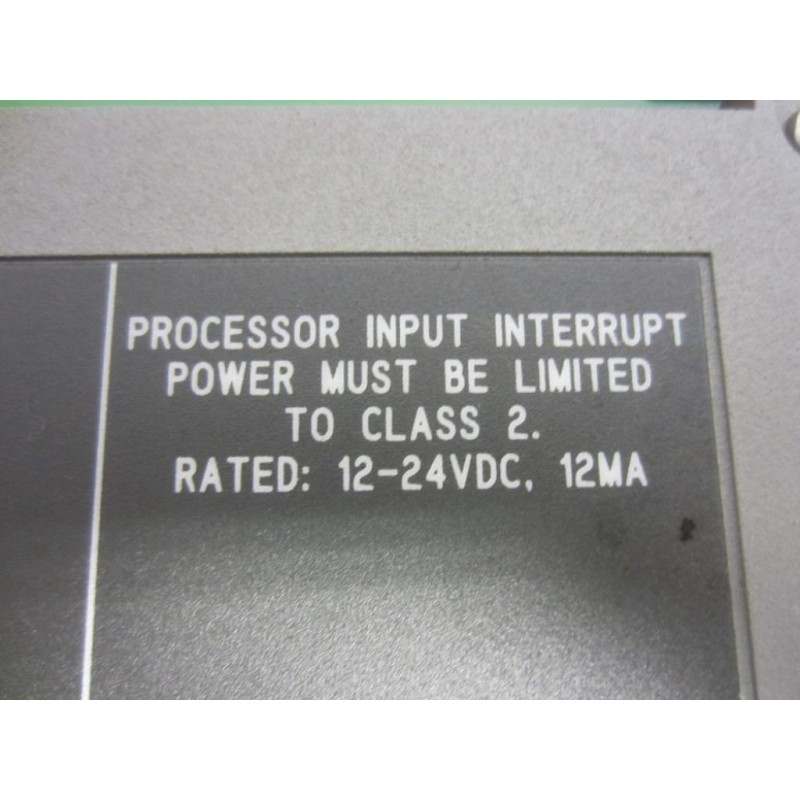 PROCESSOR INPUT INTERRUPT
POWER MUST BE LIMITED
TO CLASS 2.
RATED: 12-24VDC, 12MA